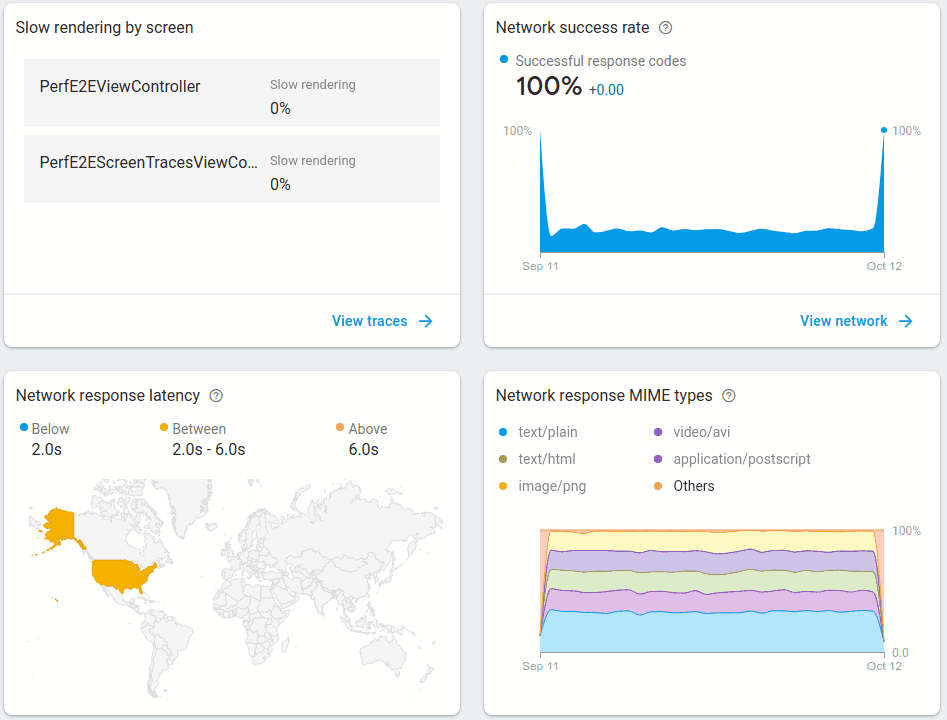 Slow rendering by screen
PerfE2EViewController
Slow rendering
0%
PerfE2EScreenTracesViewCo...
Slow rendering
0%
View traces
Network success rate
Successful response codes
100% +0.00
100%
100%
Sep 11
Oct 12
View network
Network response latency
Below
2.0s
Between
2.0s - 6.0s
Above
6.0s
Network response MIME types
text/plain
video/avi
text/html
application/postscript
image/png
Others
100%
0.0
Sep 11
Oct 12